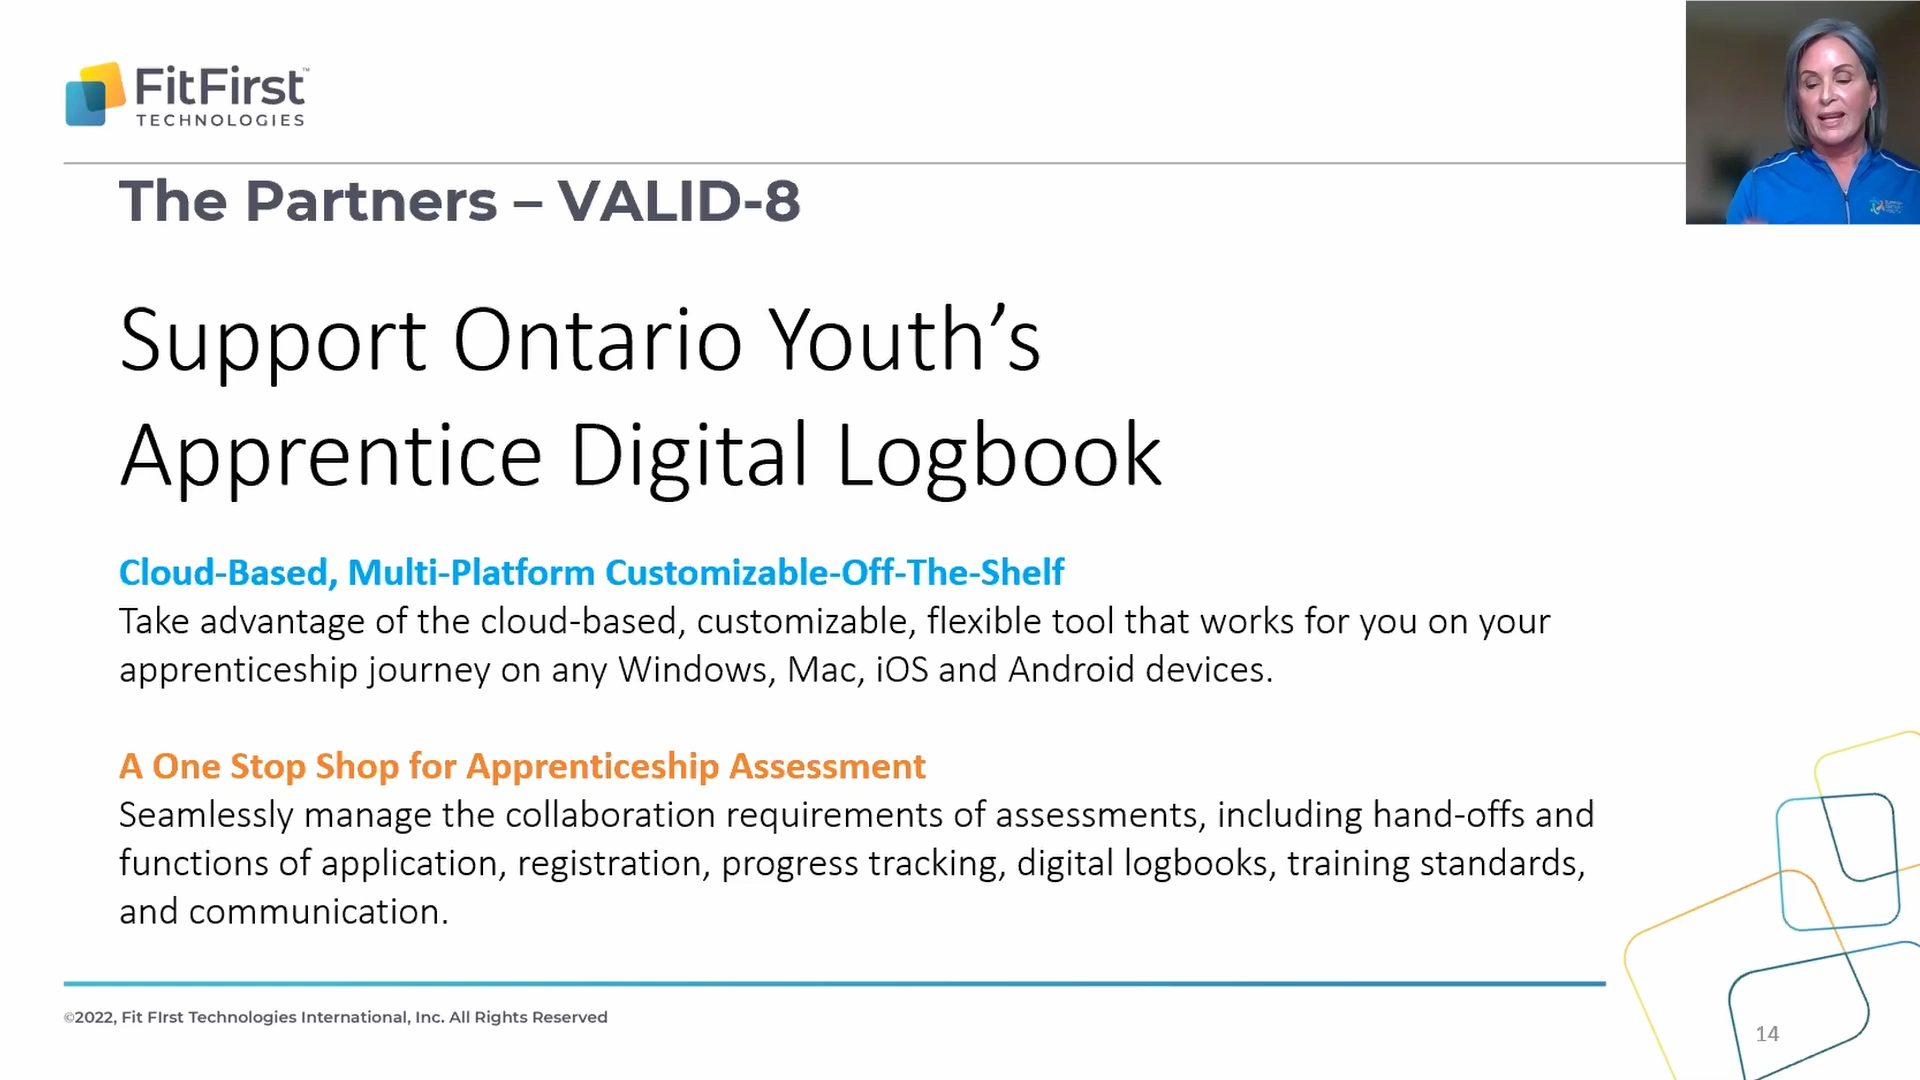 FitFirst™
TECHNOLOGIES
The Partners – VALID-8
Support Ontario Youth’s
Apprentice Digital Logbook
Cloud-Based, Multi-Platform Customizable-Off-The-Shelf
Take advantage of the cloud-based, customizable, flexible tool that works for you on your
apprenticeship journey on any Windows, Mac, iOS and Android devices.
A One Stop Shop for Apprenticeship Assessment
Seamlessly manage the collaboration requirements of assessments, including hand-offs and
functions of application, registration, progress tracking, digital logbooks, training standards,
and communication.
©2022, Fit FIrst Technologies International, Inc. All Rights Reserved
14